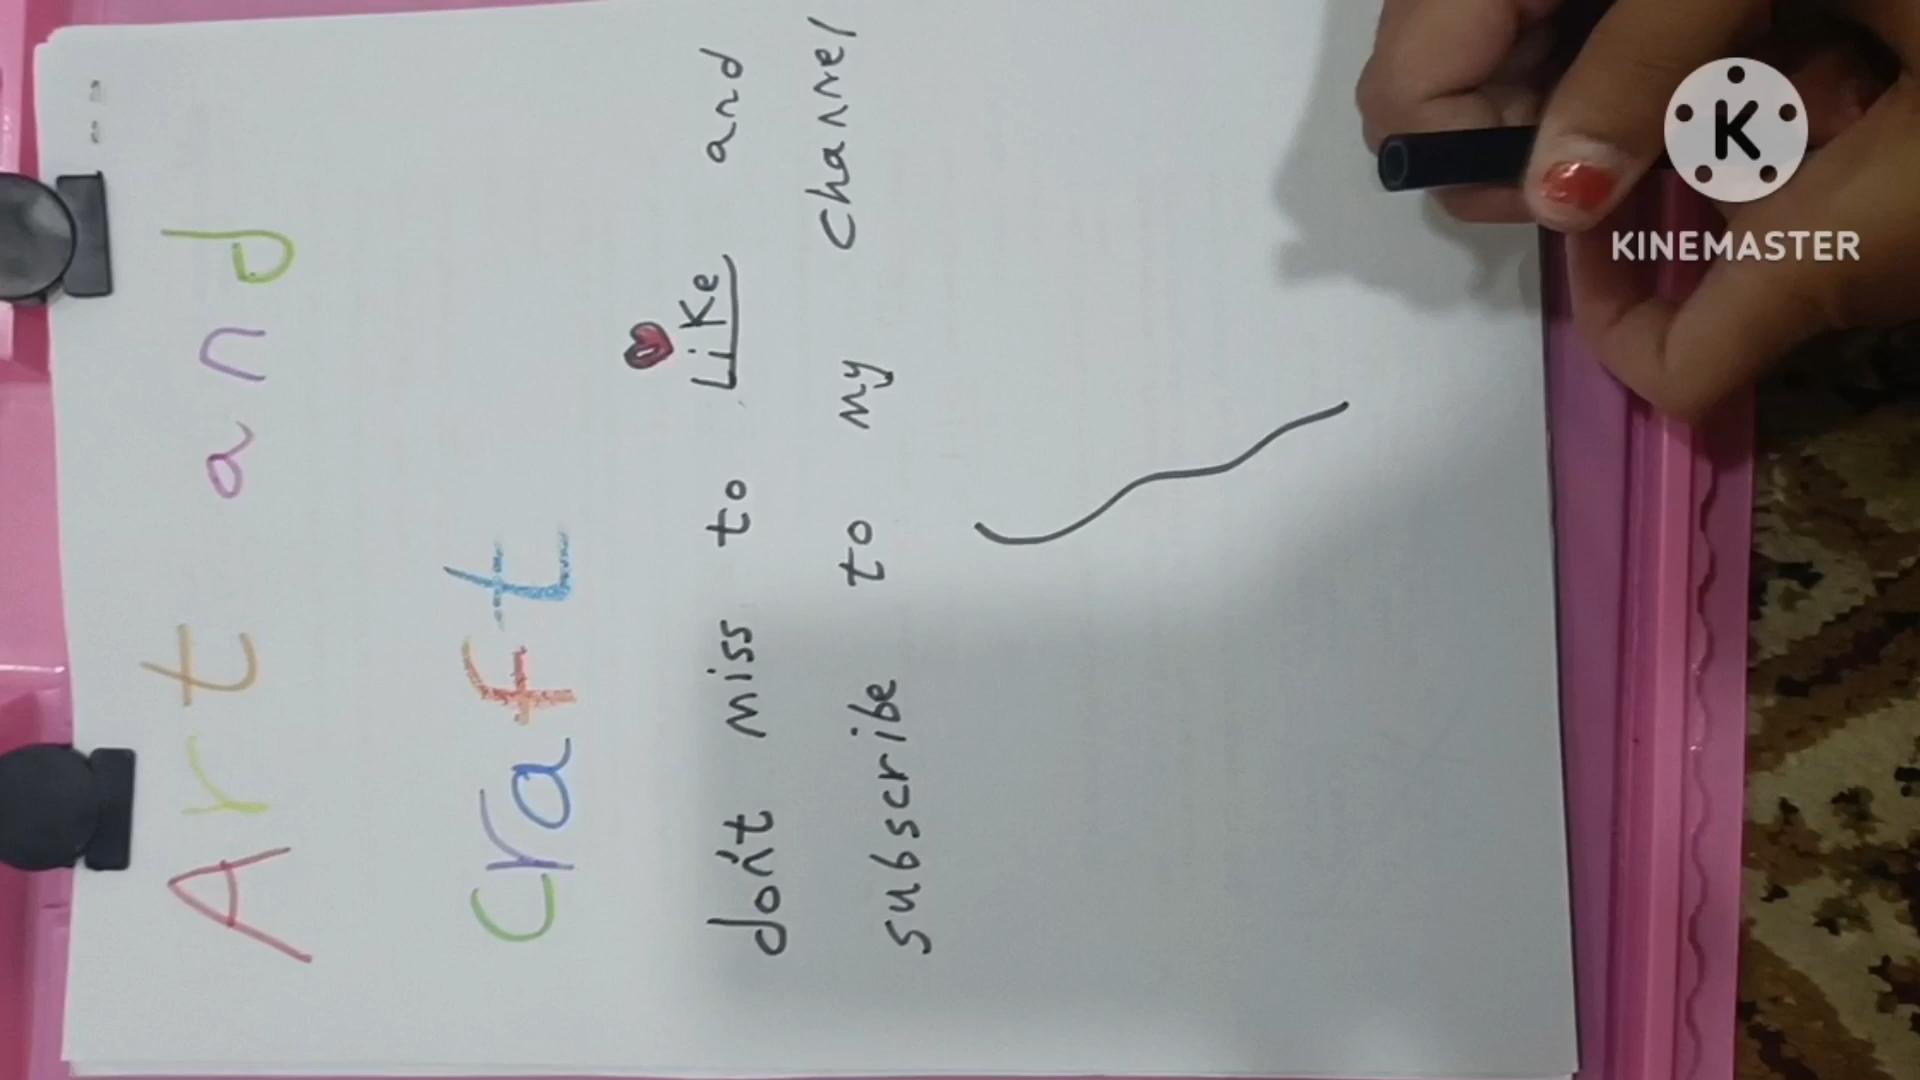 Art and
craft
don't miss to Like and
subscribe to my channel
K
KINEMASTER